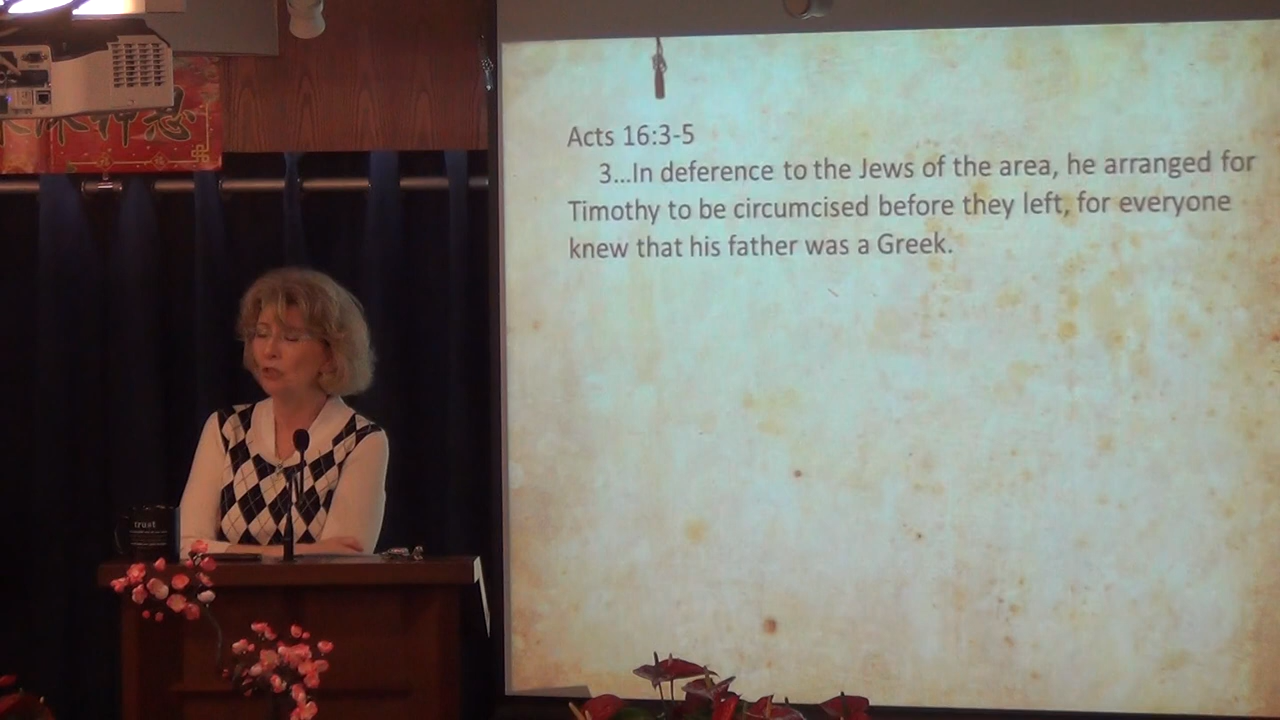 Acts 16:3-5
3...In deference to the Jews of the area, he arranged for
Timothy to be circumcised before they left, for everyone
knew that his father was a Greek.
trust